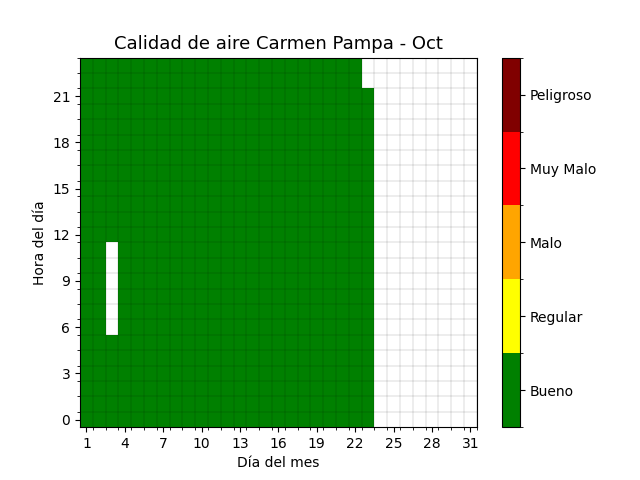 Calidad de aire Carmen Pampa - Oct
Peligroso
Muy Malo
Malo
Regular
Bueno
Hora del día
21
18
15
12
9
6
3
0
1 4 7 10 13 16 19 22 25 28 31
Día del mes